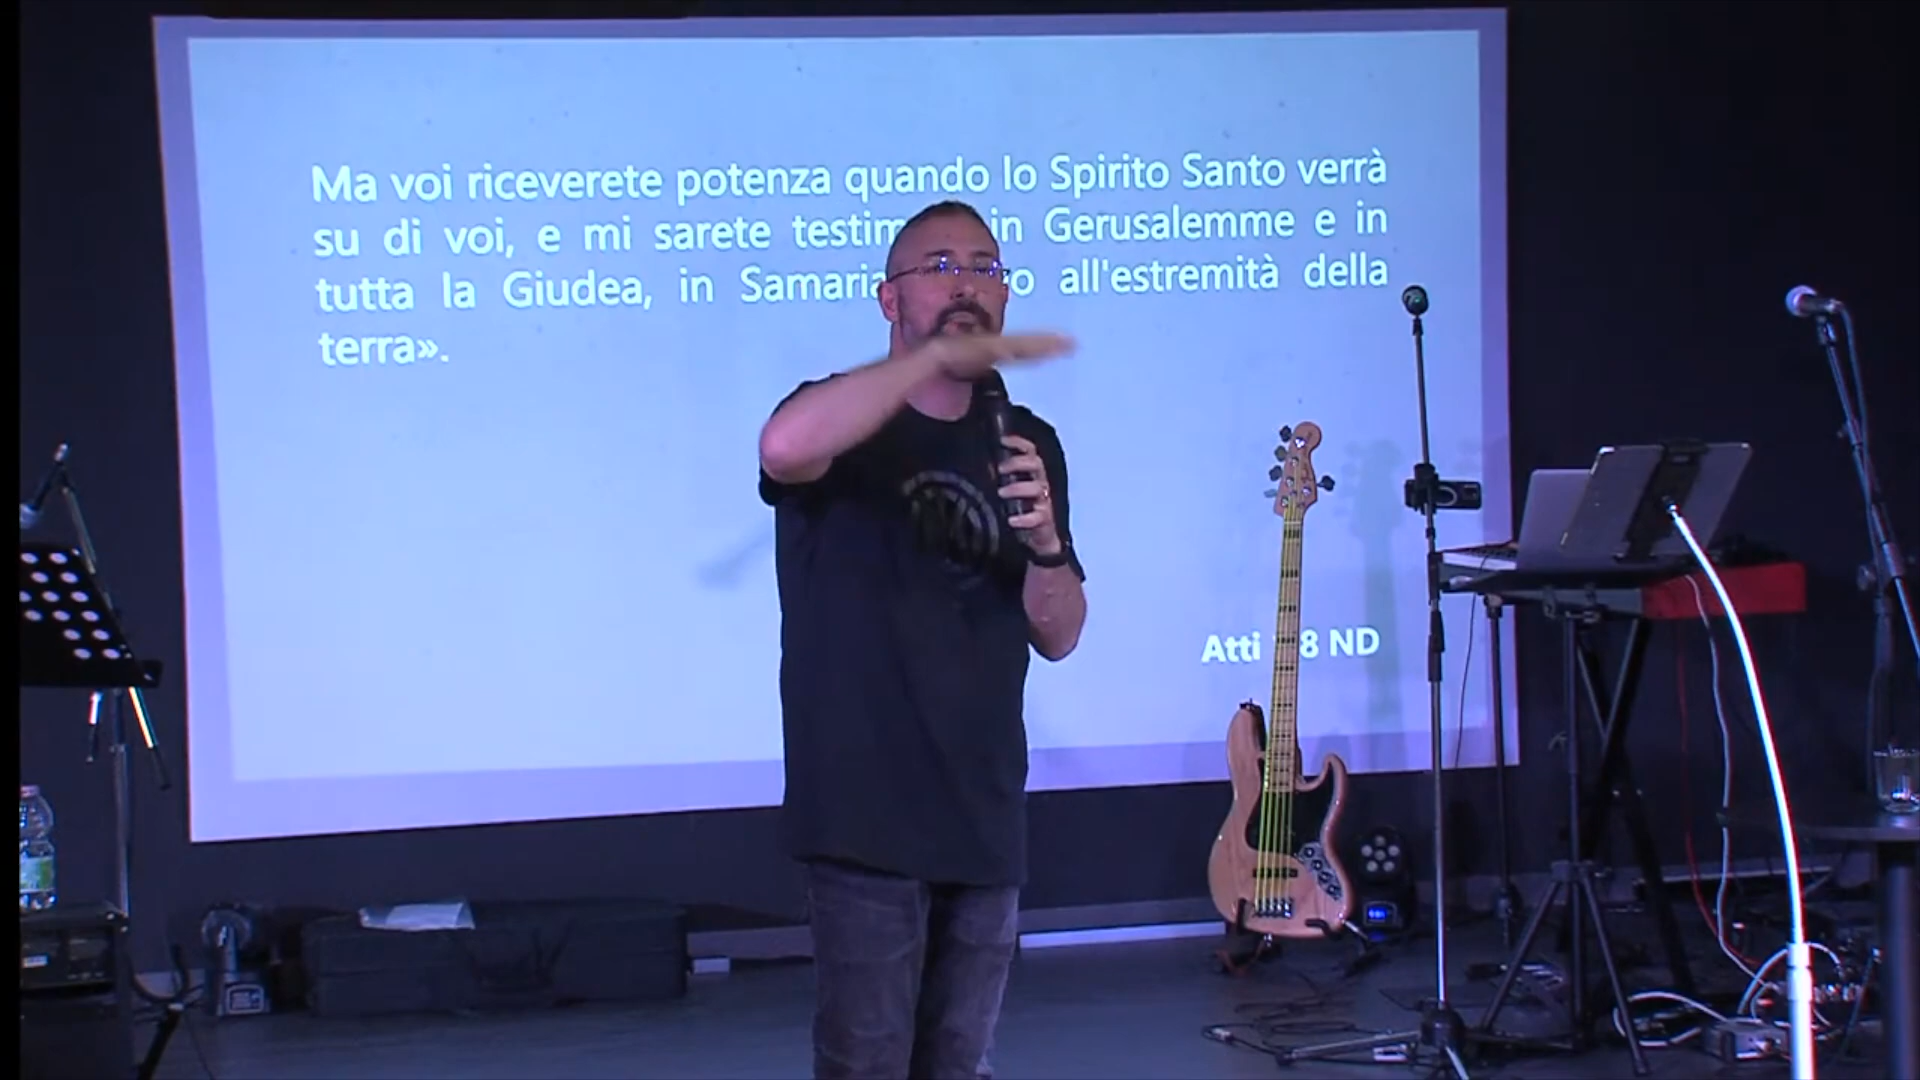 Ma voi riceverete potenza quando lo Spirito Santo verrà
su di voi, e mi sarete in Gerusalemme e in
tutta la Giudea, in Samaria all'estremità della
terra».
Atti 8 ND